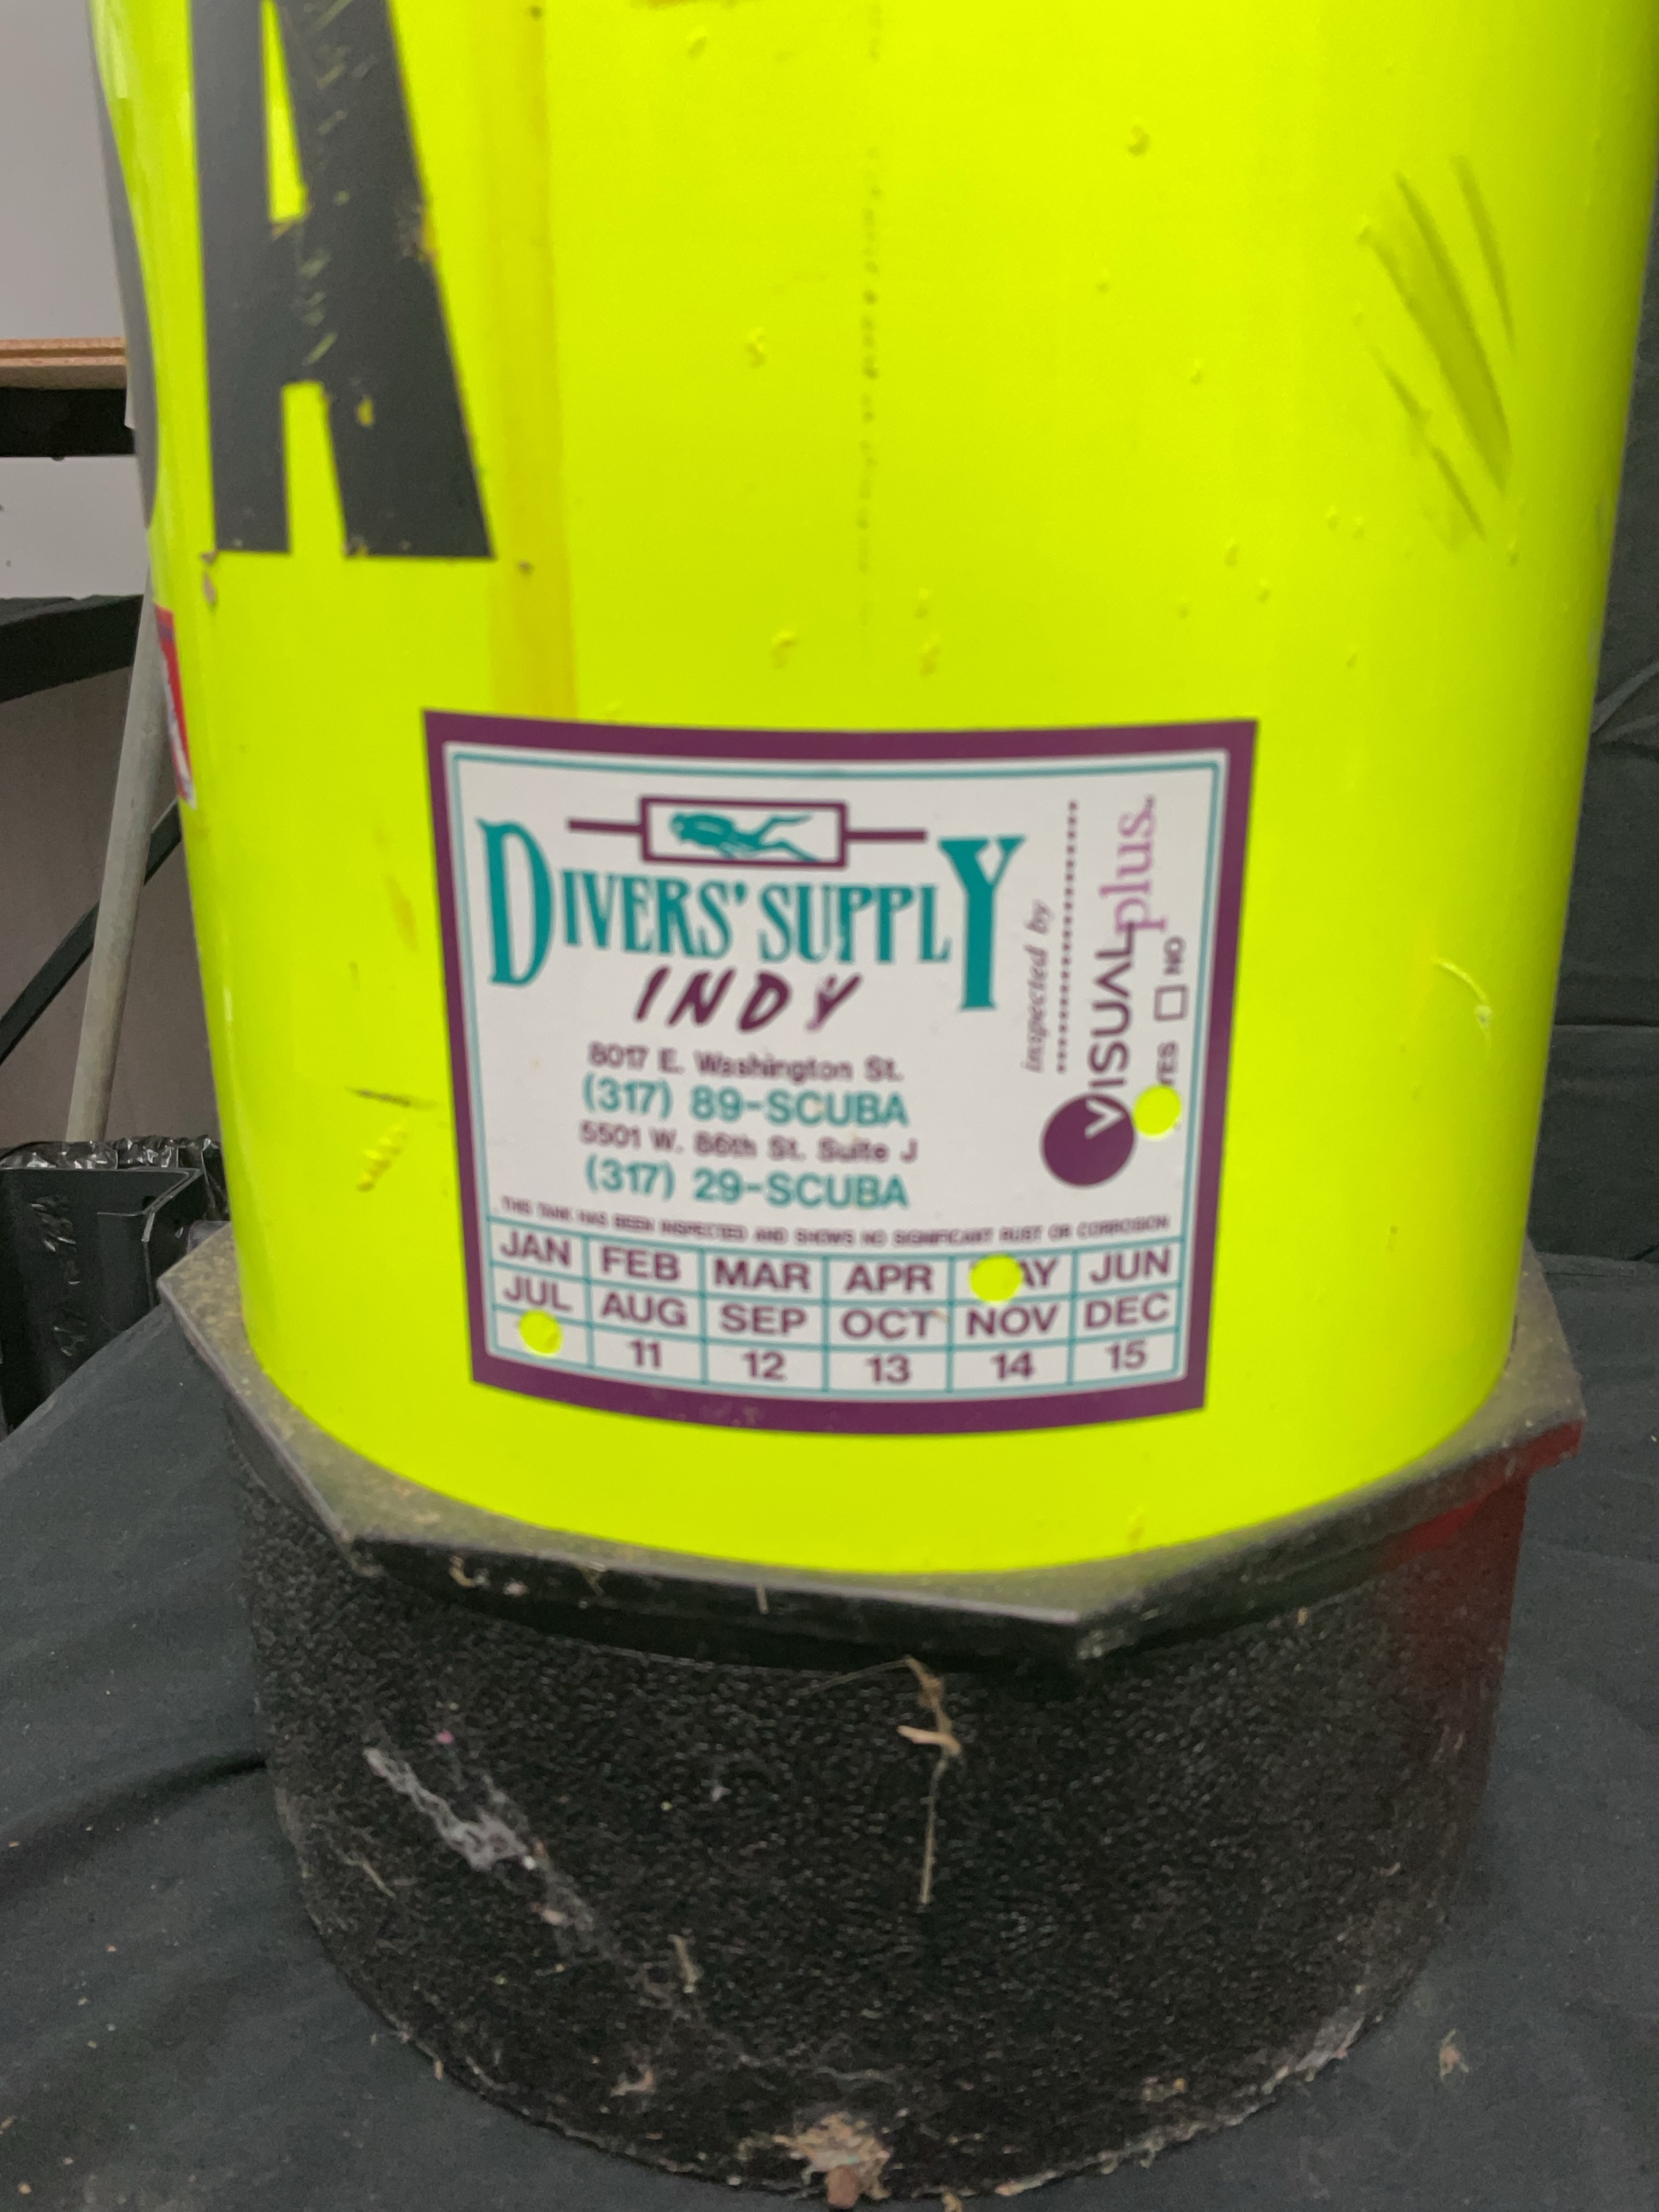 A
DIVERS' SUPPLY
INDY
8017 E. Washington St.
(317) 89-SCUBA
5501 W. 86th St. Suite J
(317) 29-SCUBA
inspected by
VISUAL plus.
YES NO
THIS TANK HAS BEEN INSPECTED AND SHOWS NO SIGNIFICANT RUST OR CORROSION
JAN FEB MAR APR AY JUN
JUL AUG SEP OCT NOV DEC
11 12 13 14 15